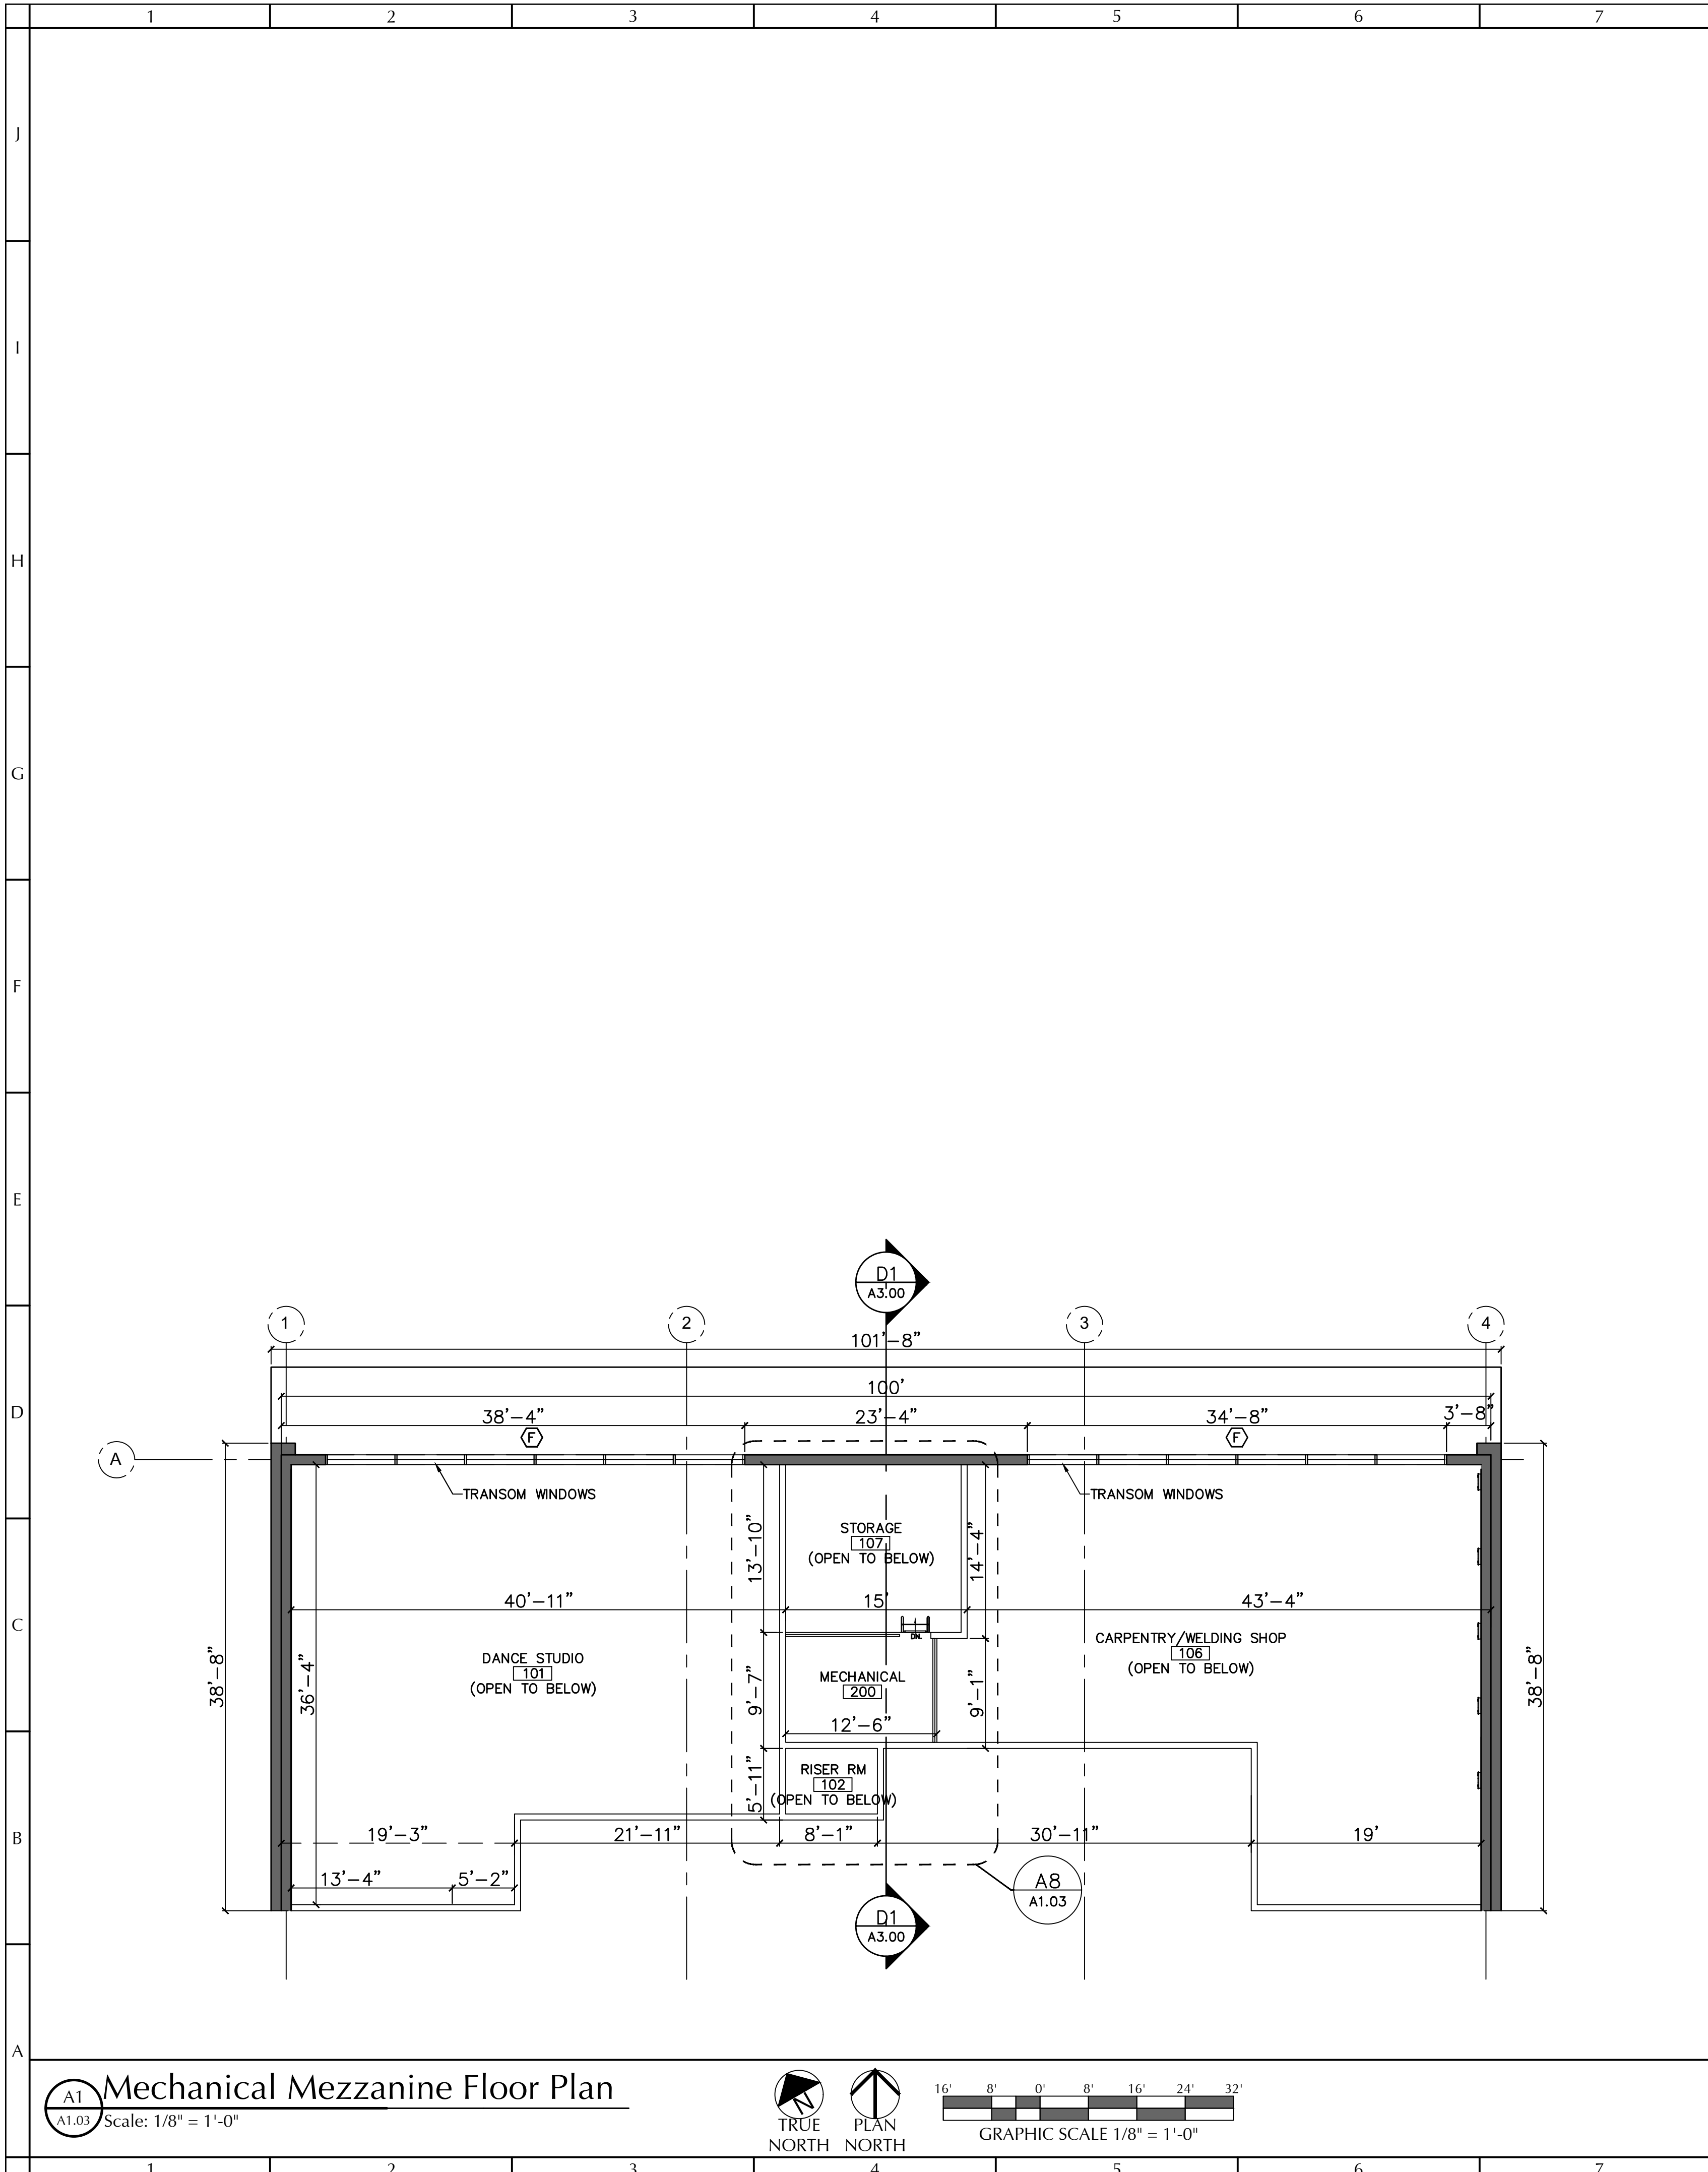 1 2 3 4 5 6 7
J
I
H
G
F
E
D
C
B
A
D1
A3.00
1 2 3 4
101'-8"
100'
38'-4" 23'-4" 34'-8" 3'-8"
F F
A
TRANSOM WINDOWS TRANSOM WINDOWS
13'-10"
STORAGE
107
(OPEN TO BELOW)
14'-4"
40'-11" 15' 43'-4"
DN.
38'-8"
36'-4"
DANCE STUDIO
101
(OPEN TO BELOW)
9'-7"
MECHANICAL
200
12'-6"
9'-1"
CARPENTRY/WELDING SHOP
106
(OPEN TO BELOW)
38'-8"
5'-11"
RISER RM
102
(OPEN TO BELOW)
19'-3" 21'-11" 8'-1" 30'-11" 19'
13'-4" 5'-2"
A8
A1.03
D1
A3.00
A1
A1.03
Mechanical Mezzanine Floor Plan
Scale: 1/8" = 1'-0"
N
TRUE
NORTH
PLAN
NORTH
16' 8' 0' 8' 16' 24' 32'
GRAPHIC SCALE 1/8" = 1'-0"
1 2 3 4 5 6 7